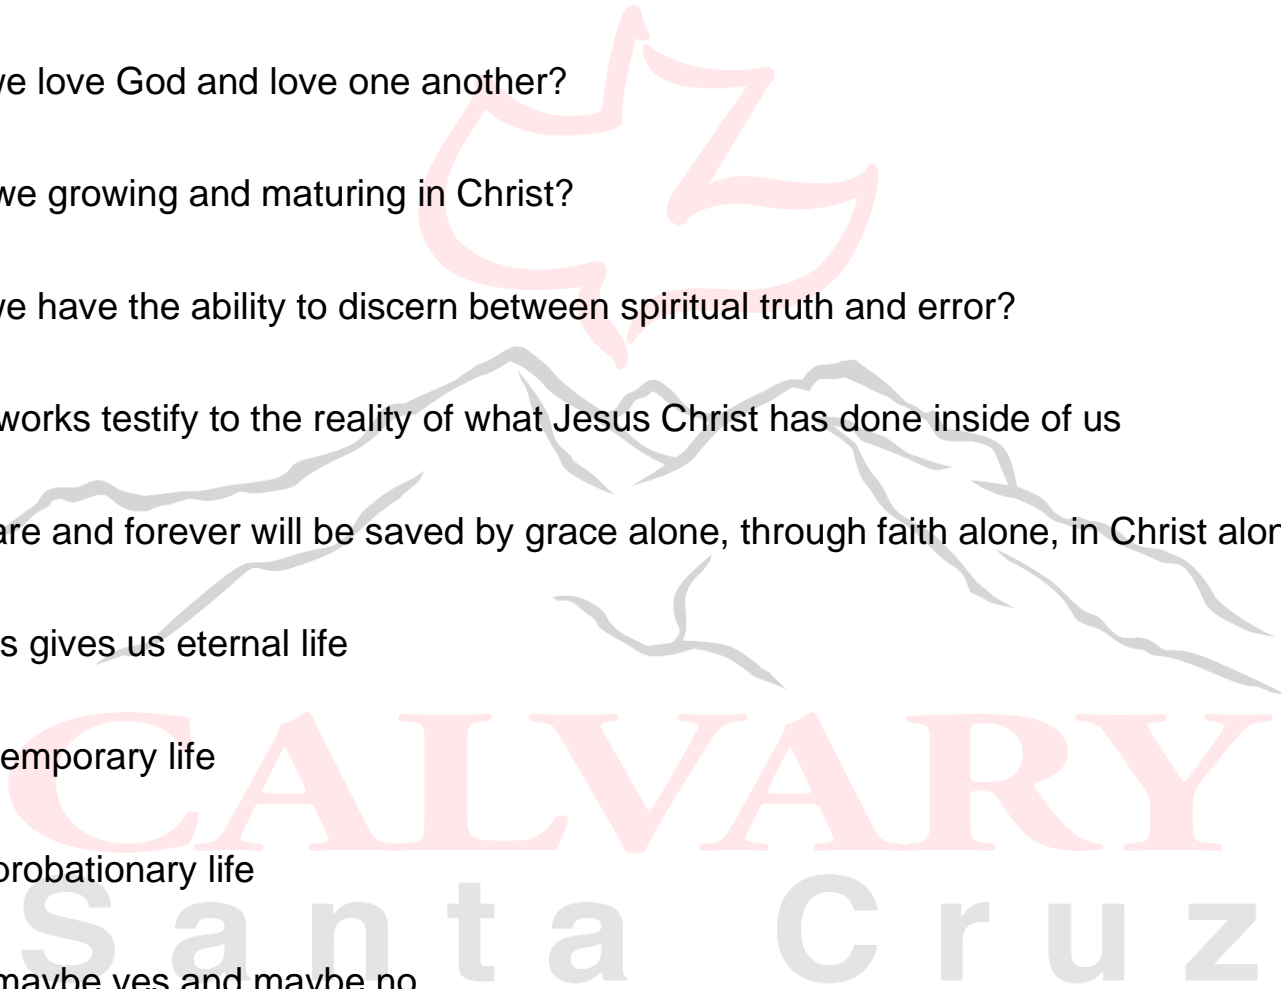 we love God and love one another?
we growing and maturing in Christ?
we have the ability to discern between spiritual truth and error?
works testify to the reality of what Jesus Christ has done inside of us
are and forever will be saved by grace alone, through faith alone, in Christ alon
s gives us eternal life
temporary life
probationary life
maybe yes and maybe no
CALVARY
Santa Cruz